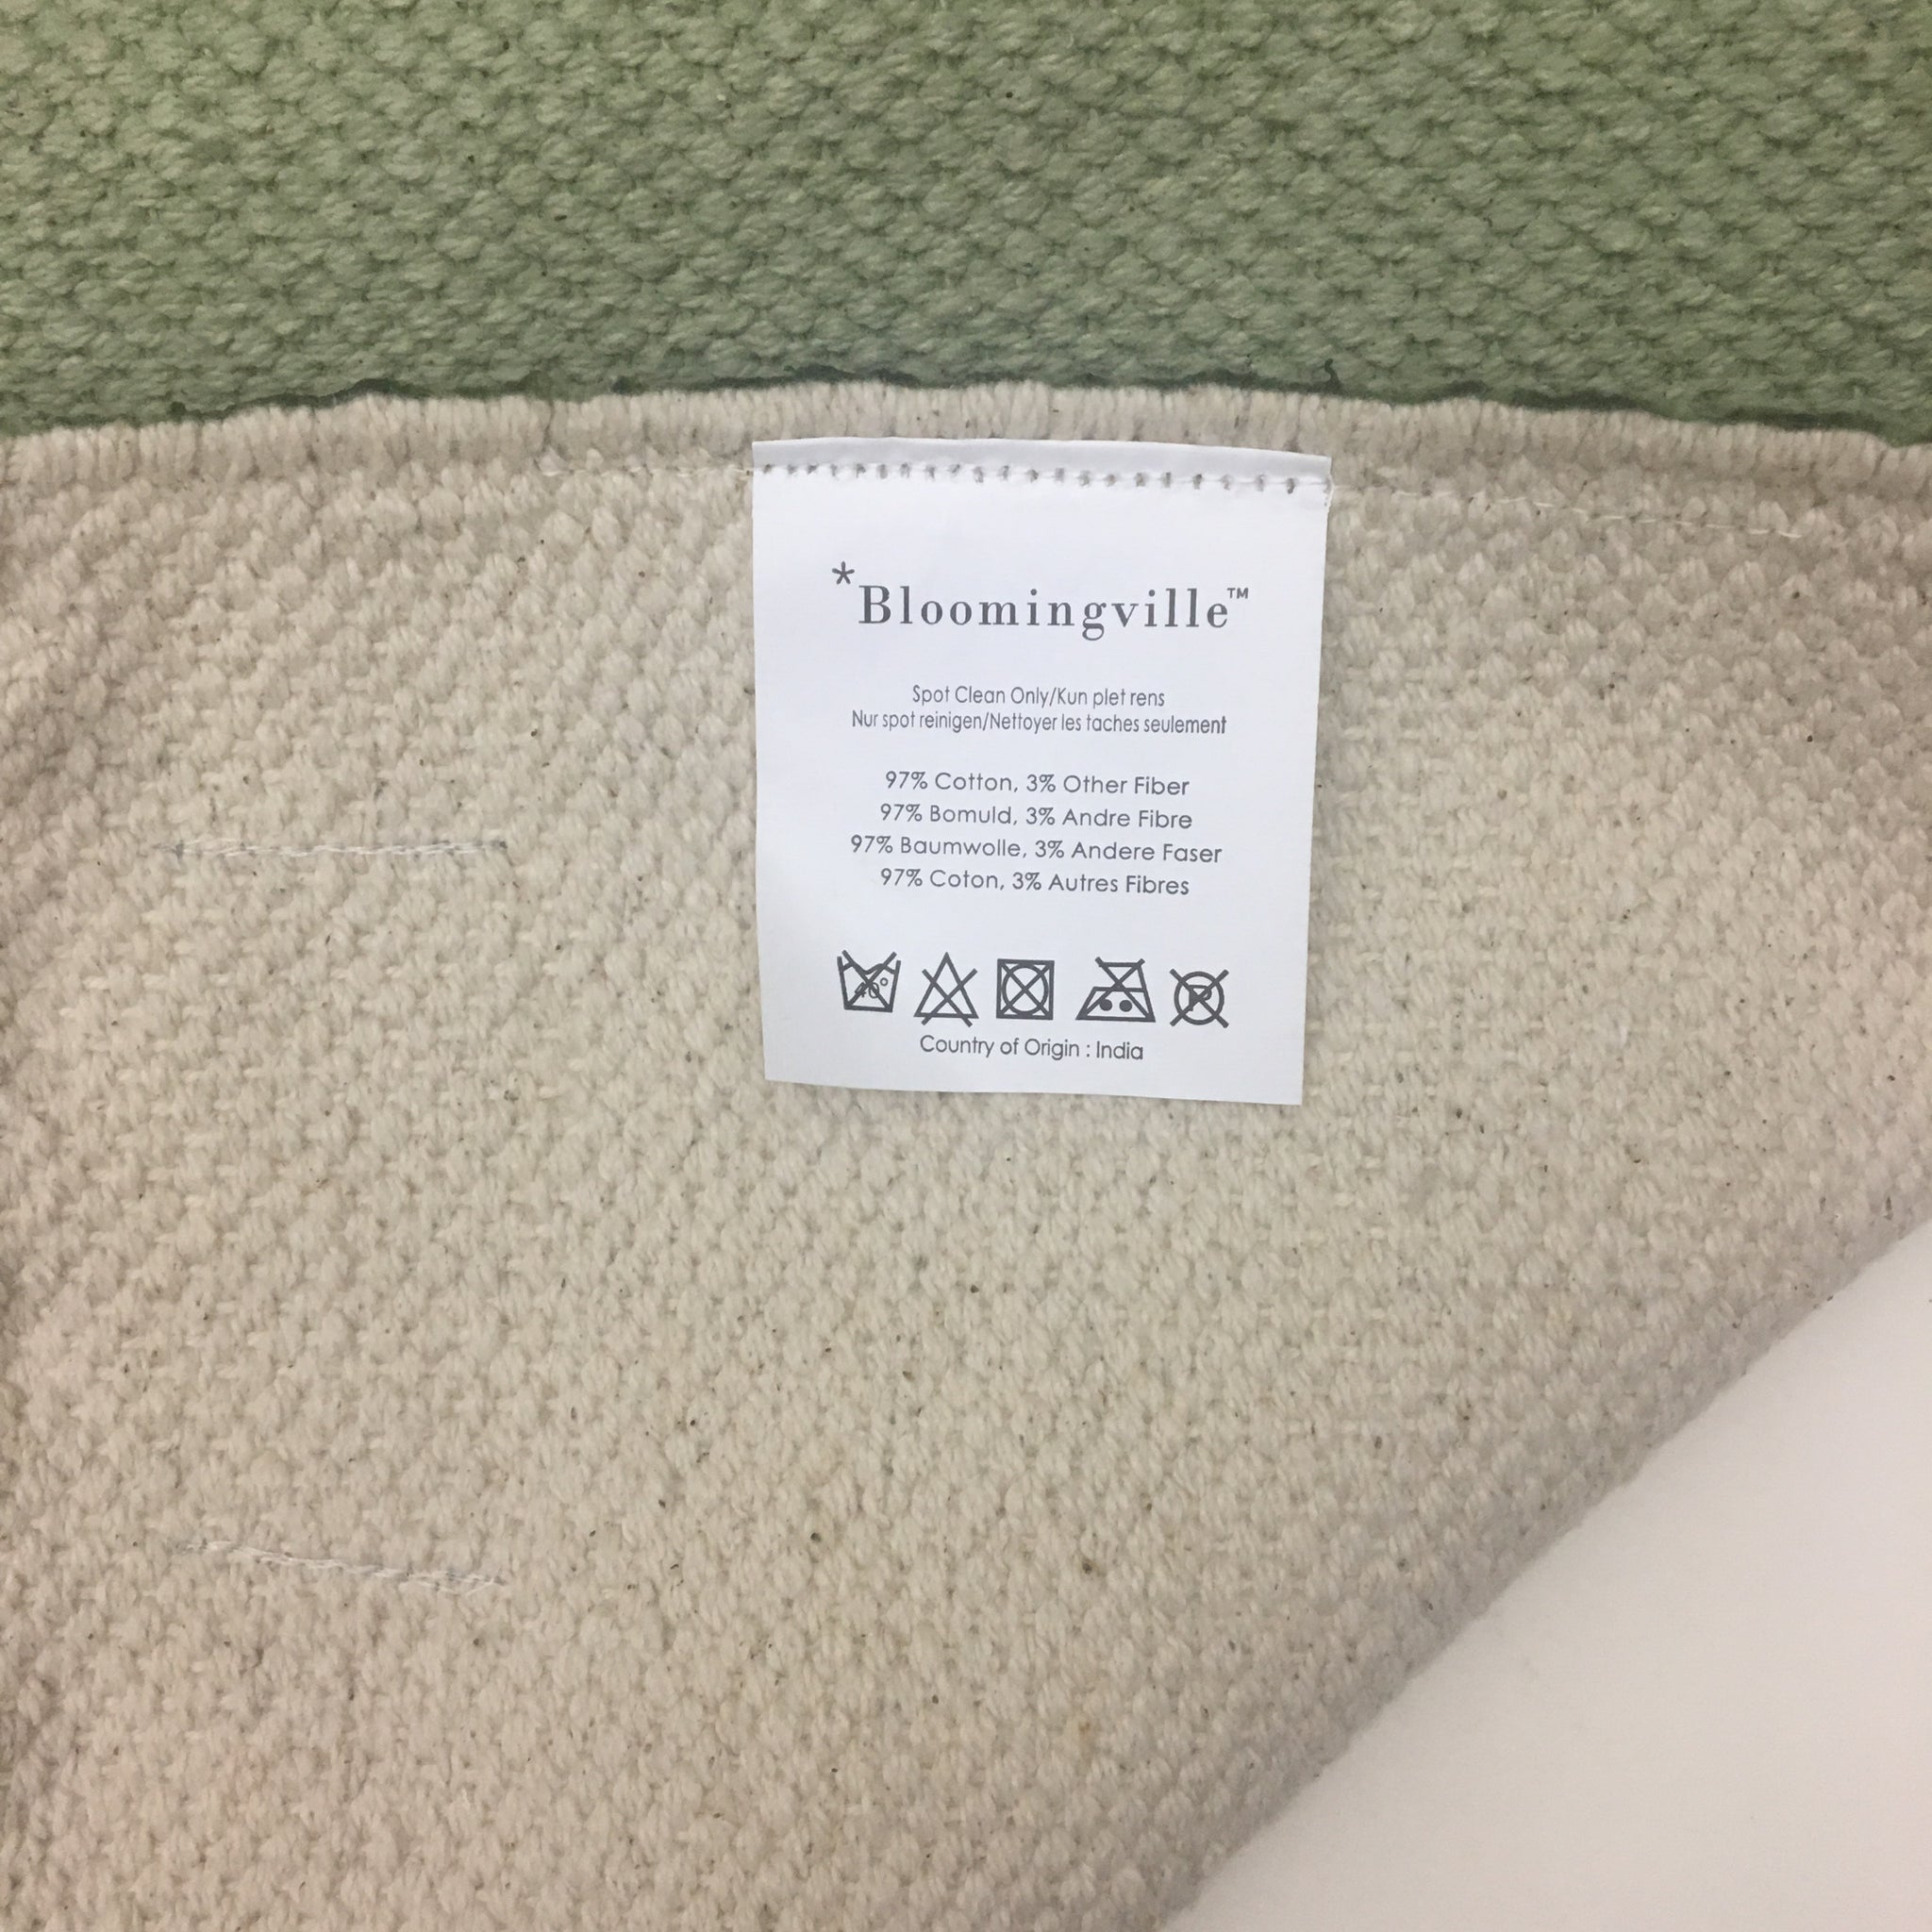 *Bloomingville™
Spot Clean Only/Kun plet rens
Nur spot reinigen/Nettoyer les taches seulement
97% Cotton, 3% Other Fiber
97% Bomuld, 3% Andre Fibre
97% Baumwolle, 3% Andere Faser
97% Coton, 3% Autres Fibres
40° P
Country of Origin : India